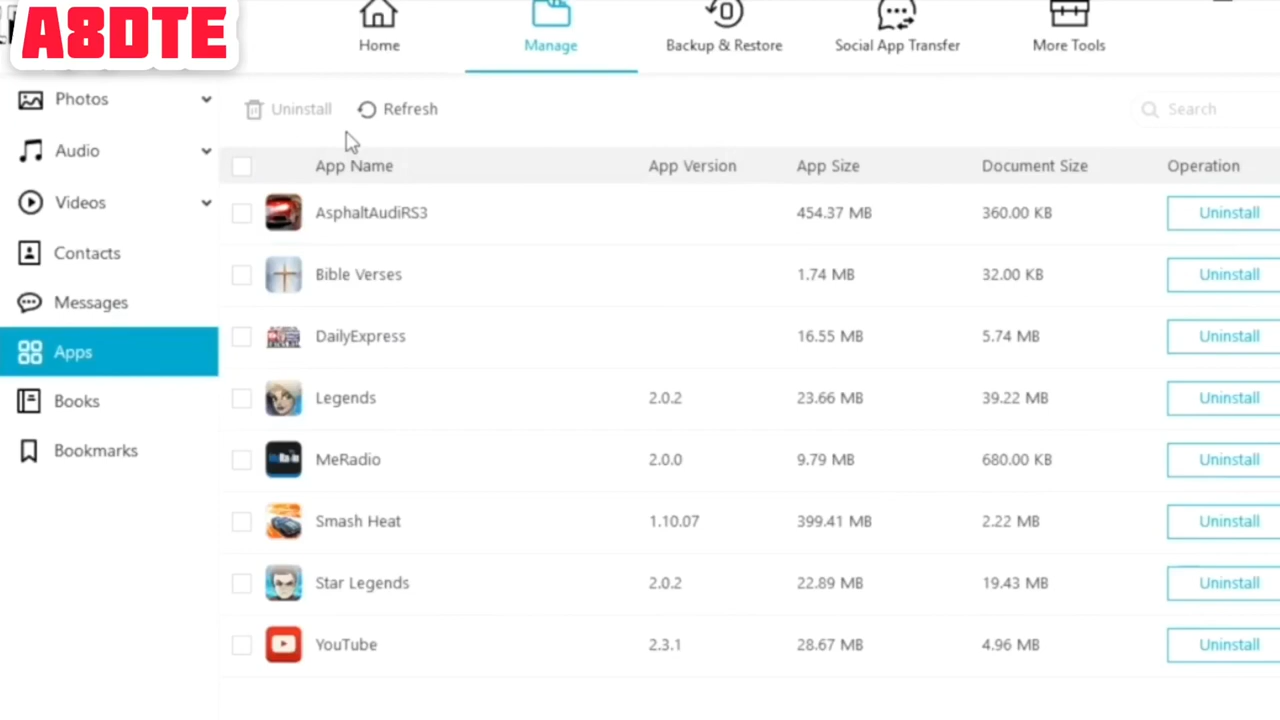 A8DTE
Home
Manage
Backup & Restore
Social App Transfer
More Tools
Photos
Audio
Videos
Contacts
Messages
Apps
Books
Bookmarks
Uninstall Refresh Search
App Name App Version App Size Document Size Operation
AsphaltAudiRS3 454.37 MB 360.00 KB Uninstall
Bible Verses 1.74 MB 32.00 KB Uninstall
DailyExpress 16.55 MB 5.74 MB Uninstall
Legends 2.0.2 23.66 MB 39.22 MB Uninstall
MeRadio 2.0.0 9.79 MB 680.00 KB Uninstall
Smash Heat 1.10.07 399.41 MB 2.22 MB Uninstall
Star Legends 2.0.2 22.89 MB 19.43 MB Uninstall
YouTube 2.3.1 28.67 MB 4.96 MB Uninstall